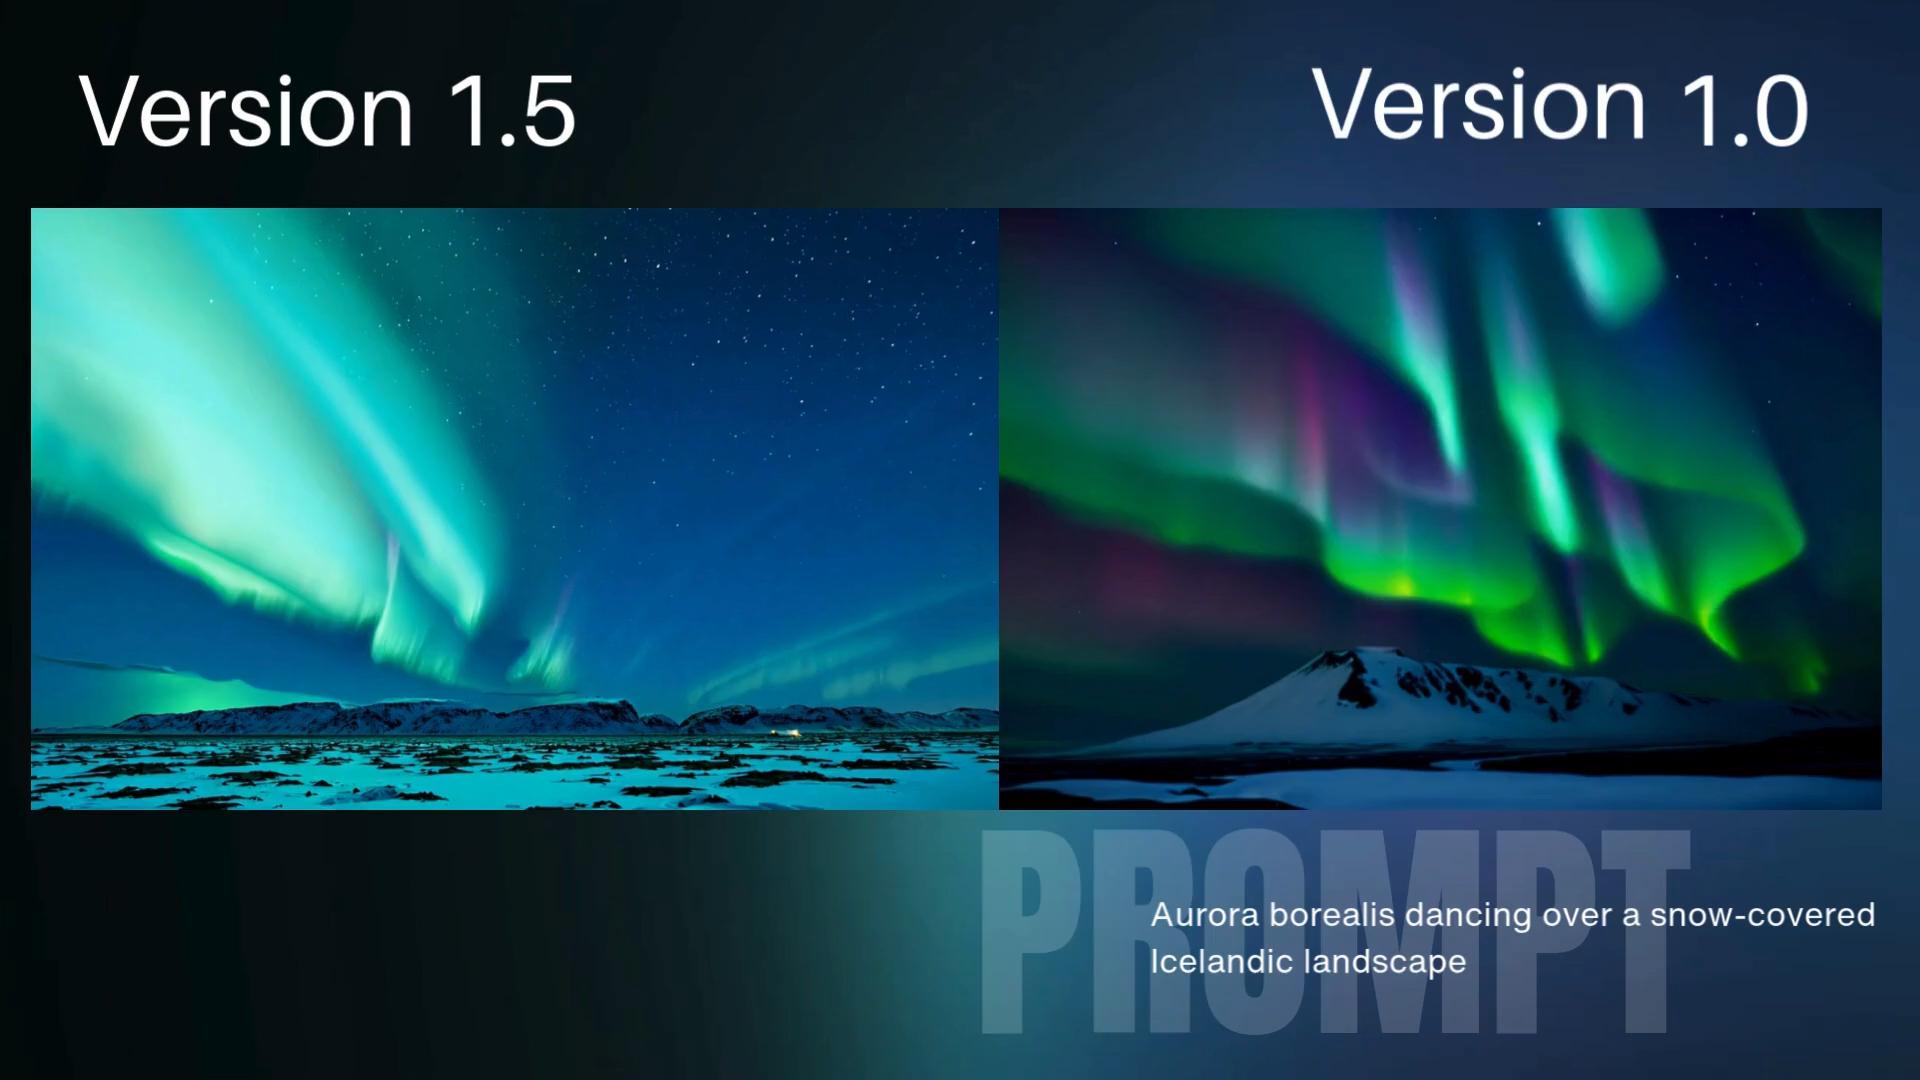 Version 1.5
Version 1.0
PROMPT
Aurora borealis dancing over a snow-covered
Icelandic landscape